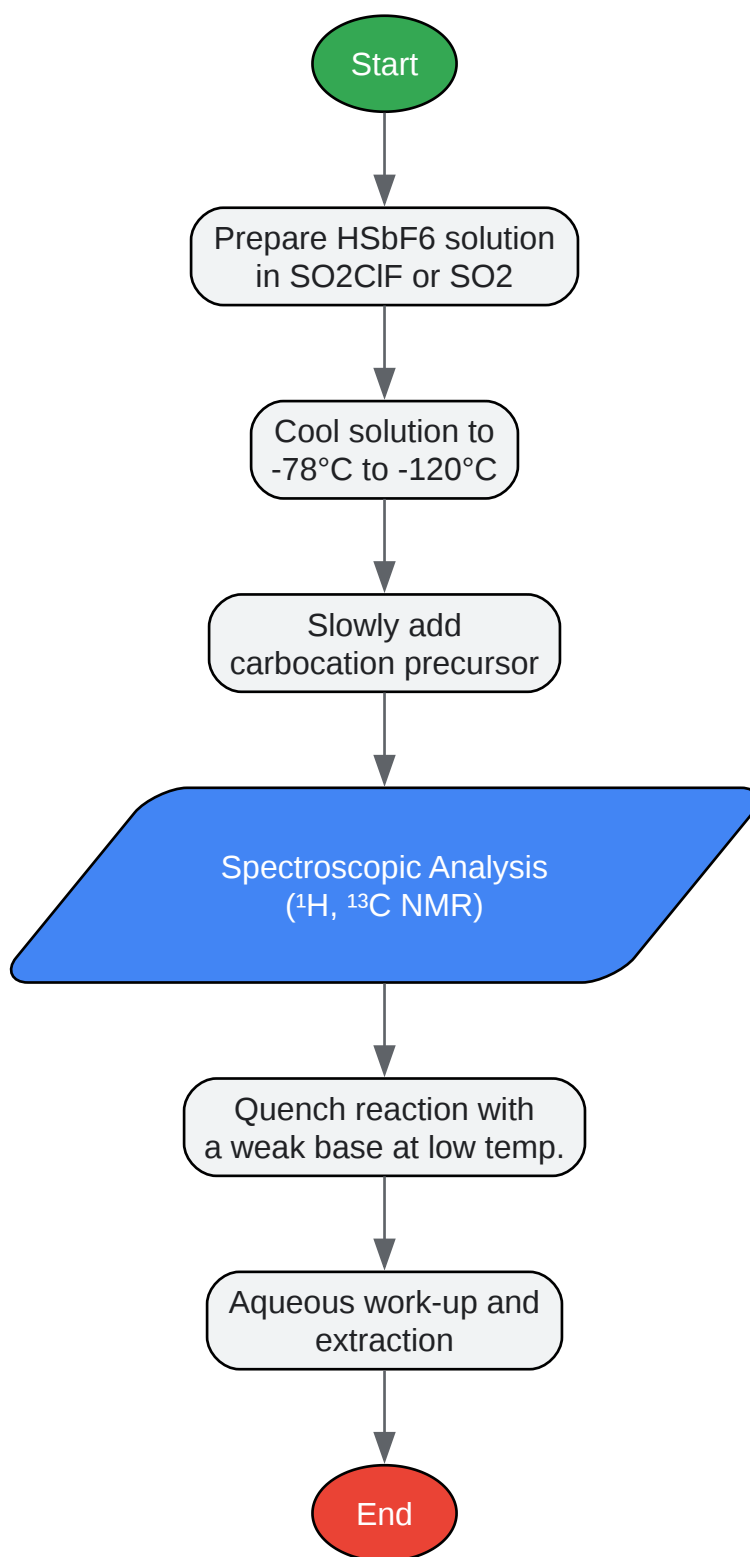 Start
Prepare HSbF6 solution
in SO2ClF or SO2
Cool solution to
-78°C to -120°C
Slowly add
carbocation precursor
Spectroscopic Analysis
(¹H, ¹³C NMR)
Quench reaction with
a weak base at low temp.
Aqueous work-up and
extraction
End